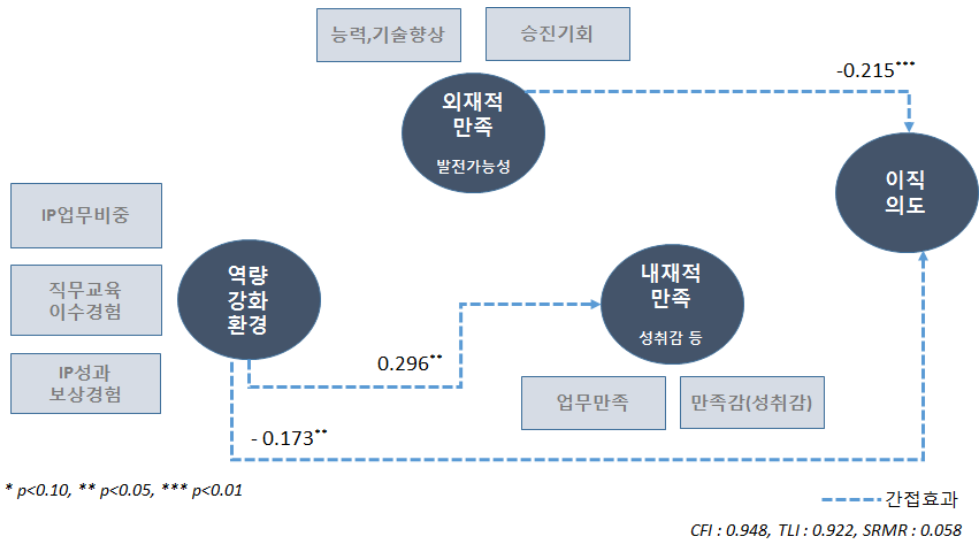 능력,기술향상
승진기회
-0.215***
외재적
만족
발전가능성
이직
의도
IP업무비중
직무교육
이수경험
IP성과
보상경험
역량
강화
환경
내재적
만족
성취감 등
0.296**
업무만족
만족감(성취감)
- 0.173**
* p<0.10, ** p<0.05, *** p<0.01
간접효과
CFI : 0.948, TLI : 0.922, SRMR : 0.058